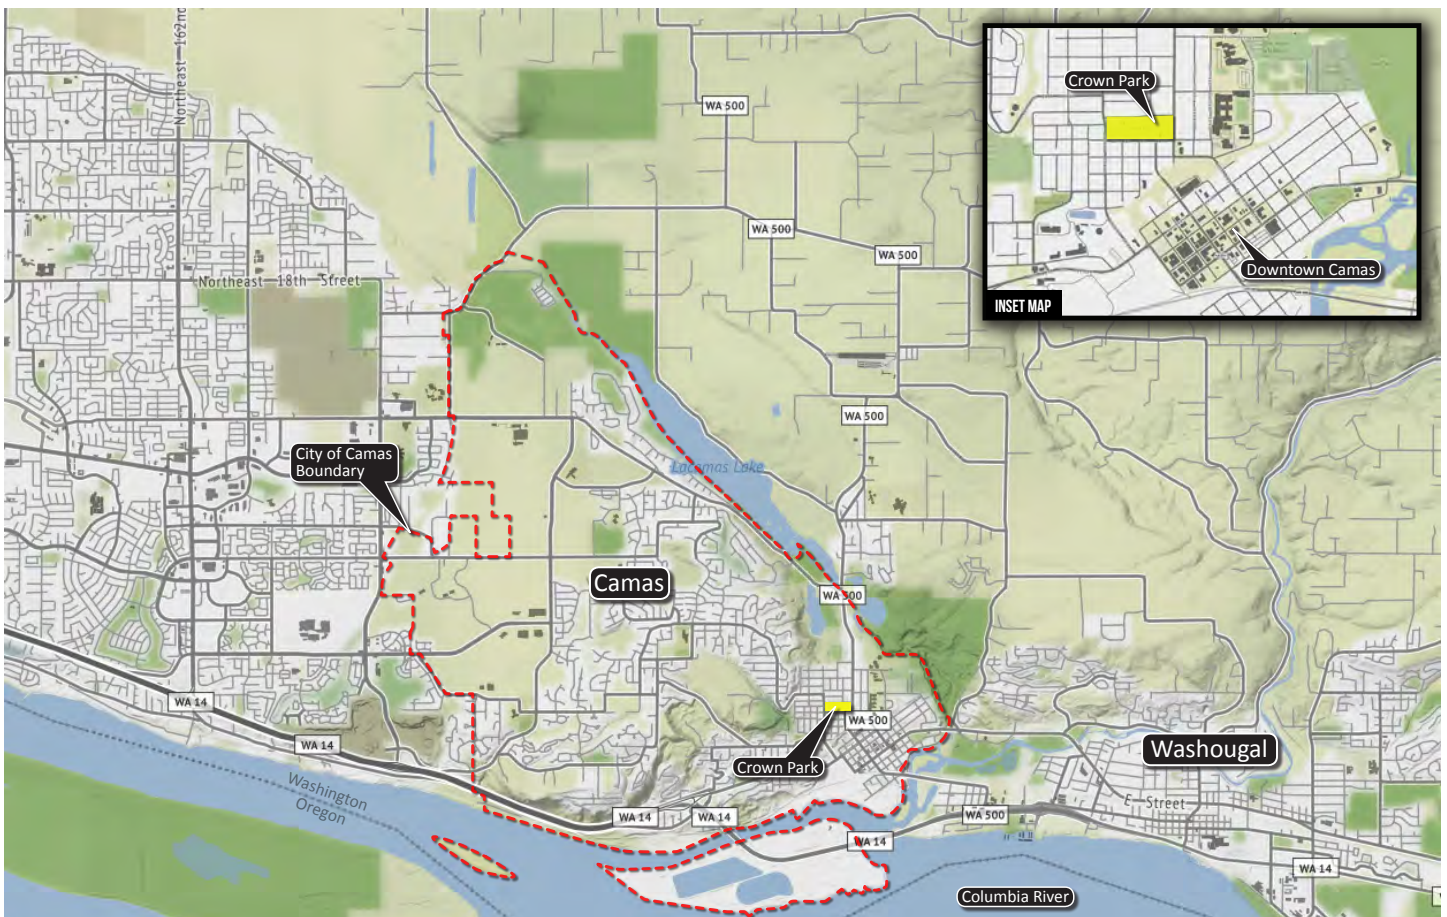 Northeast 162nd
WA 500
Crown Park
Downtown Camas
INSET MAP
WA 500
WA 500
Northeast 18th Street
WA 500
City of Camas
Boundary
Lacamas Lake
Camas
WA 500
WA 14
WA 500
WA 14
Crown Park
Washougal
Washington
Oregon
E Street
WA 14
WA 14
WA 500
WA 14
WA 14
Columbia River